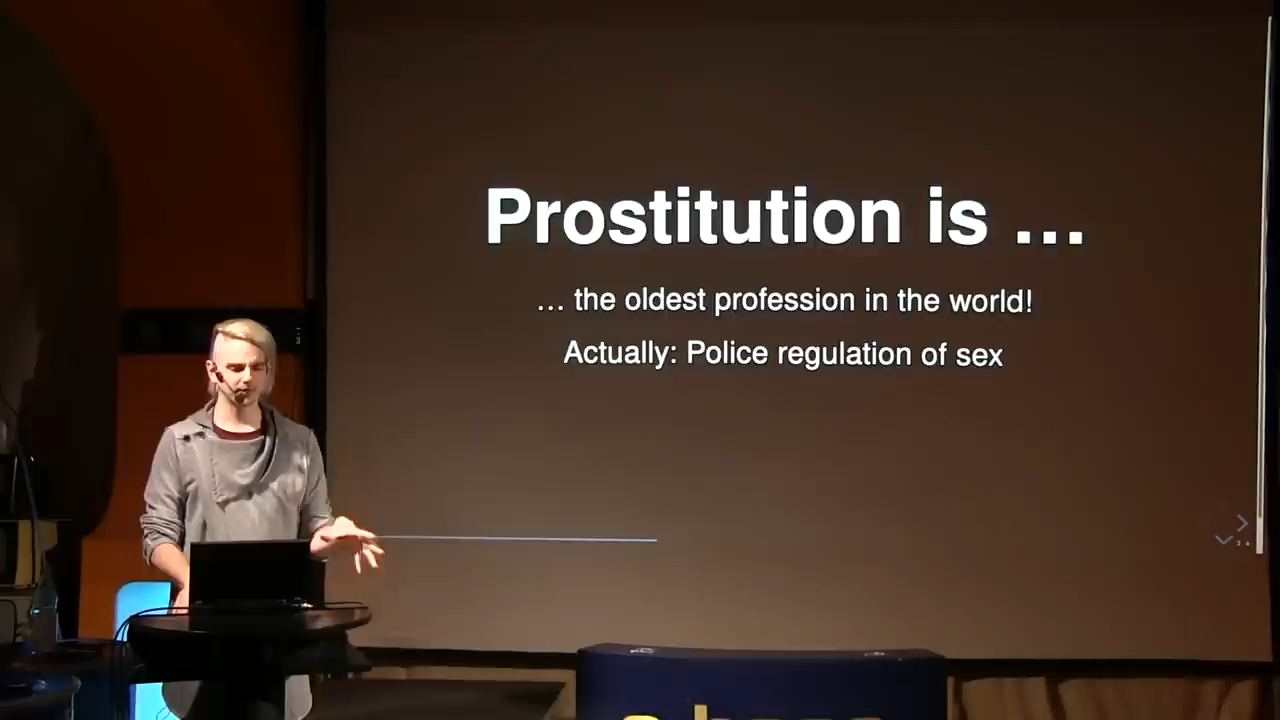 Prostitution is ...
... the oldest profession in the world!
Actually: Police regulation of sex